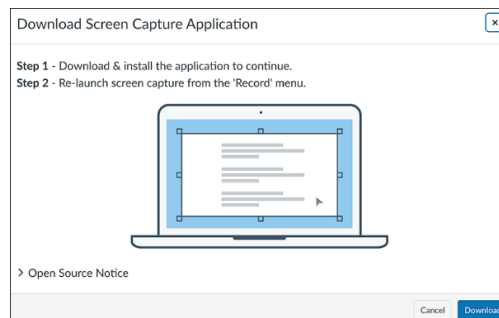 Download Screen Capture Application
Step 1 - Download & install the application to continue.
Step 2 - Re-launch screen capture from the 'Record' menu.
> Open Source Notice
Cancel
Download